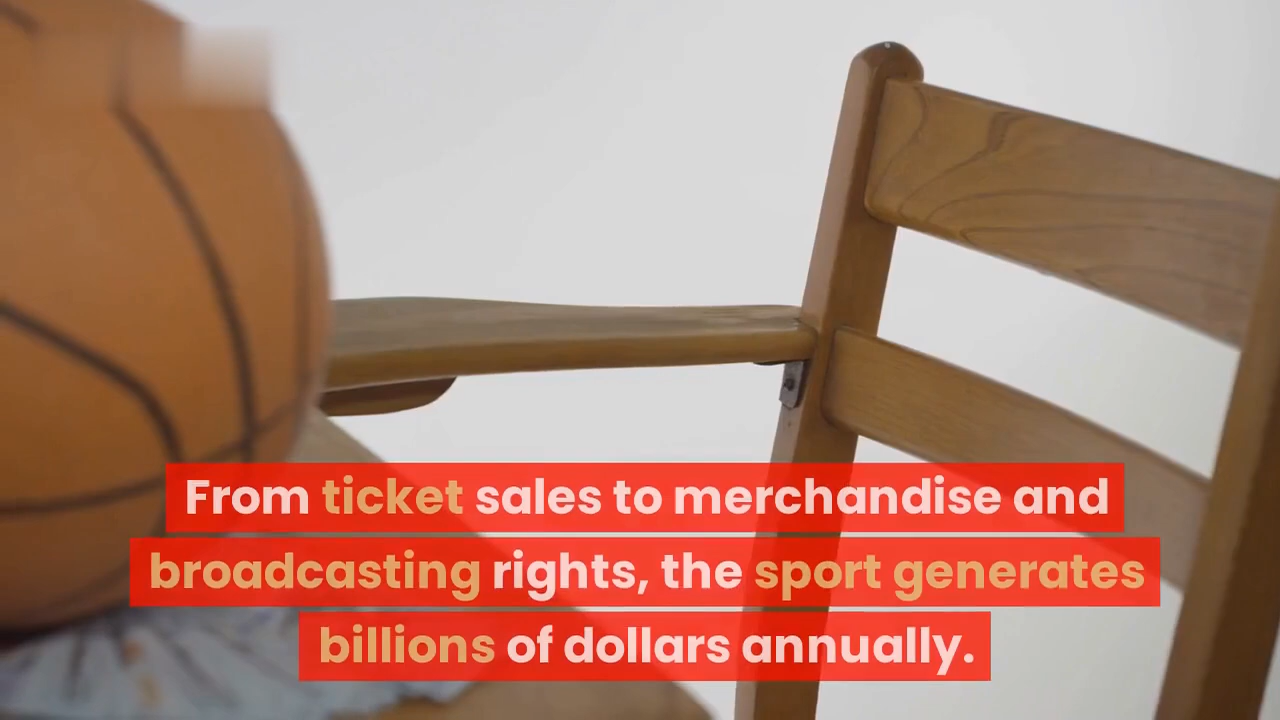 From ticket sales to merchandise and
broadcasting rights, the sport generates
billions of dollars annually.